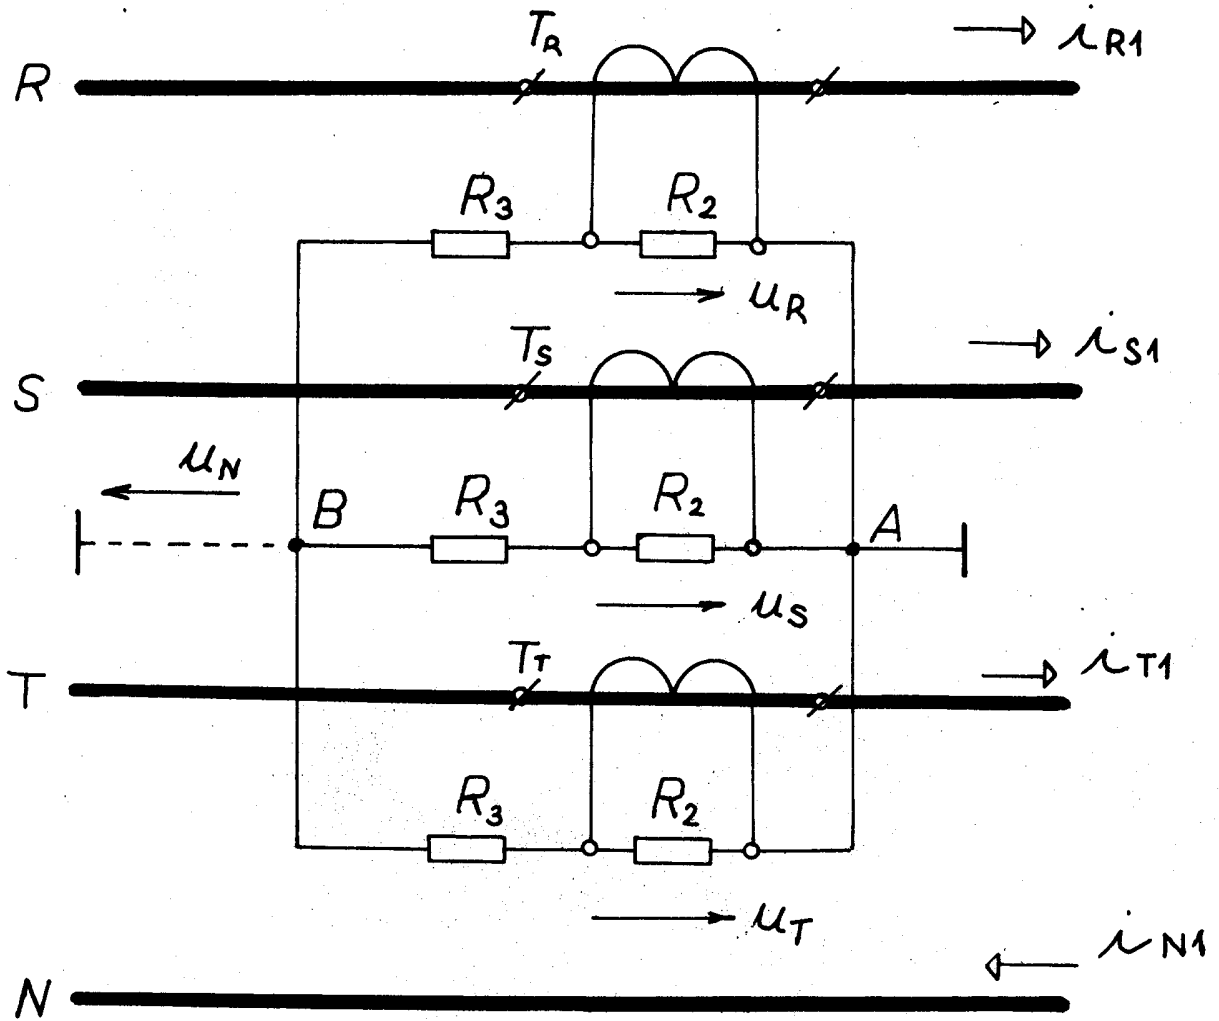 T_R
i_R1
R
R_3 R_2
u_R
T_S
i_S1
S
u_N
B R_3 R_2 A
u_S
T_T
i_T1
T
R_3 R_2
u_T
i_N1
N